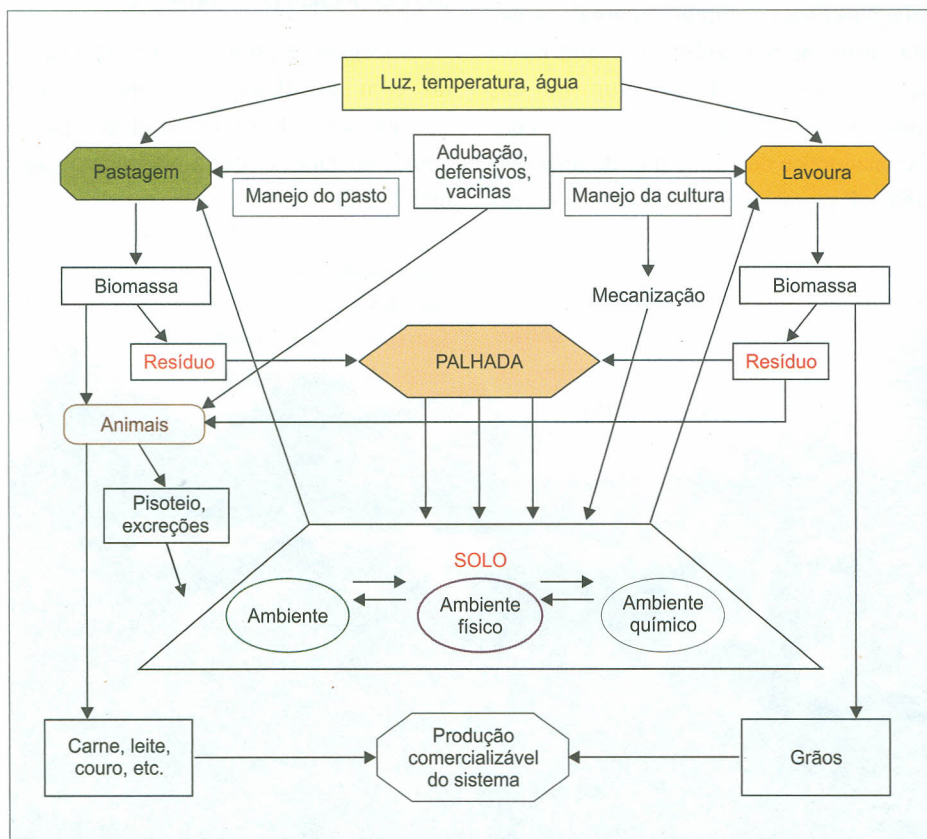 Luz, temperatura, água
Pastagem
Adubação,
defensivos,
vacinas
Lavoura
Manejo do pasto
Manejo da cultura
Biomassa
Mecanização
Biomassa
Resíduo
PALHADA
Resíduo
Animais
Pisoteio,
excreções
SOLO
Ambiente
Ambiente
físico
Ambiente
químico
Carne, leite,
couro, etc.
Produção
comercializável
do sistema
Grãos